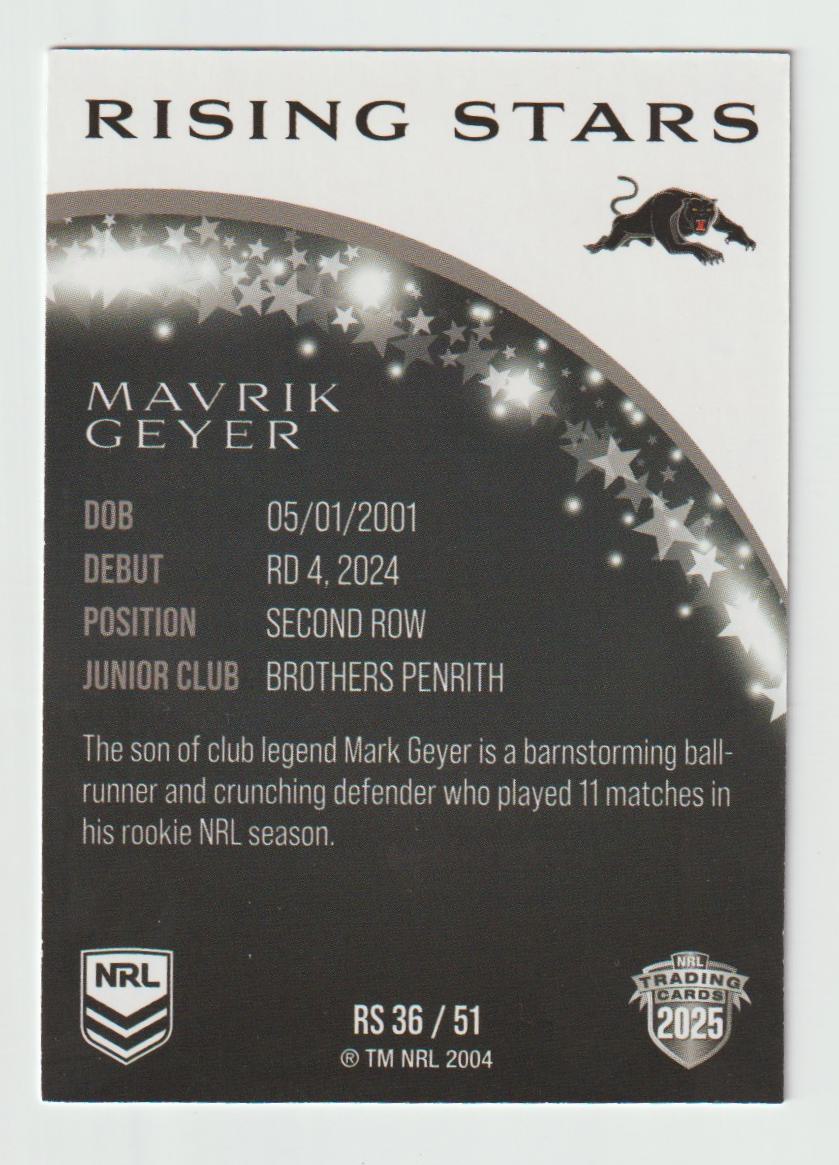 RISING STARS
MAVRIK
GEYER
DOB 05/01/2001
DEBUT RD 4, 2024
POSITION SECOND ROW
JUNIOR CLUB BROTHERS PENRITH
The son of club legend Mark Geyer is a barnstorming ball-
runner and crunching defender who played 11 matches in
his rookie NRL season.
NRL
RS 36 / 51
® TM NRL 2004
NRL
TRADING
CARDS
2025